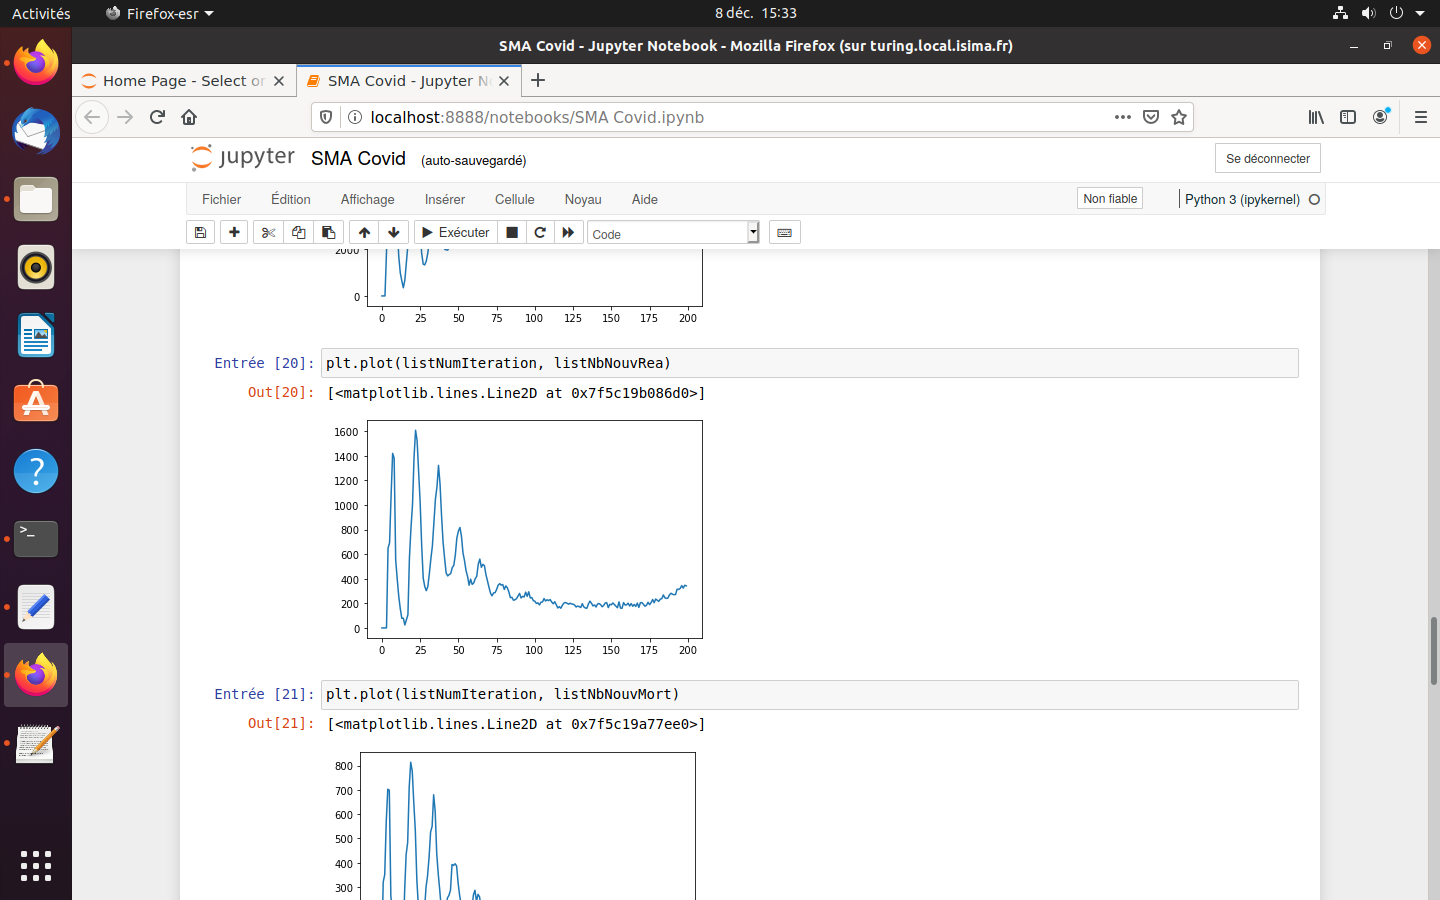 Activités Firefox-esr 8 déc. 15:33
SMA Covid - Jupyter Notebook - Mozilla Firefox (sur turing.local.isima.fr)
Home Page - Select or SMA Covid - Jupyter No
localhost:8888/notebooks/SMA Covid.ipynb
jupyter SMA Covid (auto-sauvegardé) Se déconnecter
Fichier Édition Affichage Insérer Cellule Noyau Aide Non fiable Python 3 (ipykernel)
Exécuter Code
2000
0
0 25 50 75 100 125 150 175 200
Entrée [20]: plt.plot(listNumIteration, listNbNouvRea)
Out[20]: [<matplotlib.lines.Line2D at 0x7f5c19b086d0>]
1600
1400
1200
1000
800
600
400
200
0
0 25 50 75 100 125 150 175 200
Entrée [21]: plt.plot(listNumIteration, listNbNouvMort)
Out[21]: [<matplotlib.lines.Line2D at 0x7f5c19a77ee0>]
800
700
600
500
400
300